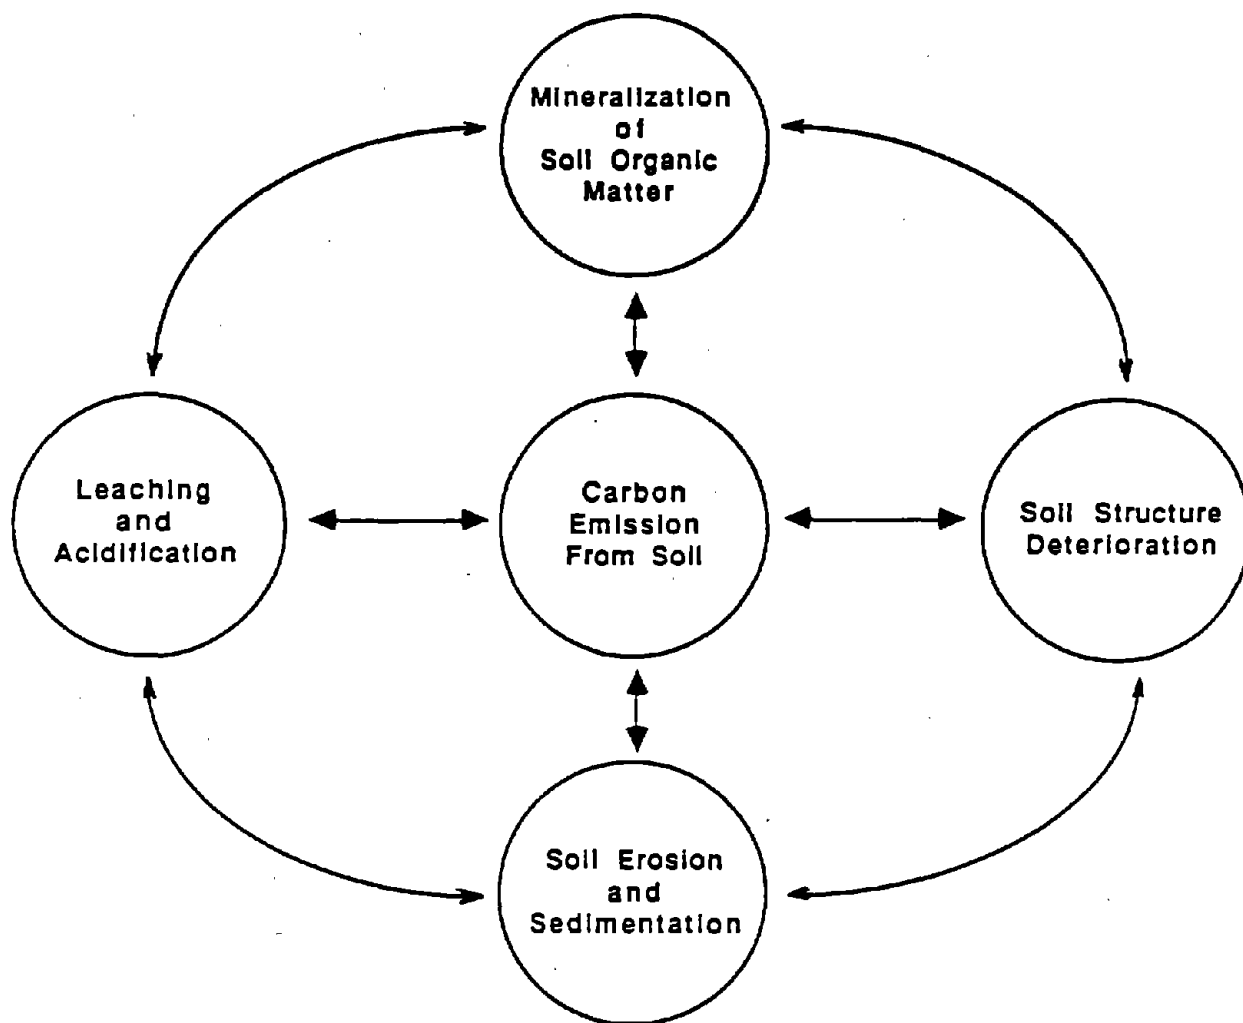 Mineralization
of
Soil Organic
Matter
Leaching
and
Acidification
Carbon
Emission
From Soil
Soil Structure
Deterioration
Soil Erosion
and
Sedimentation